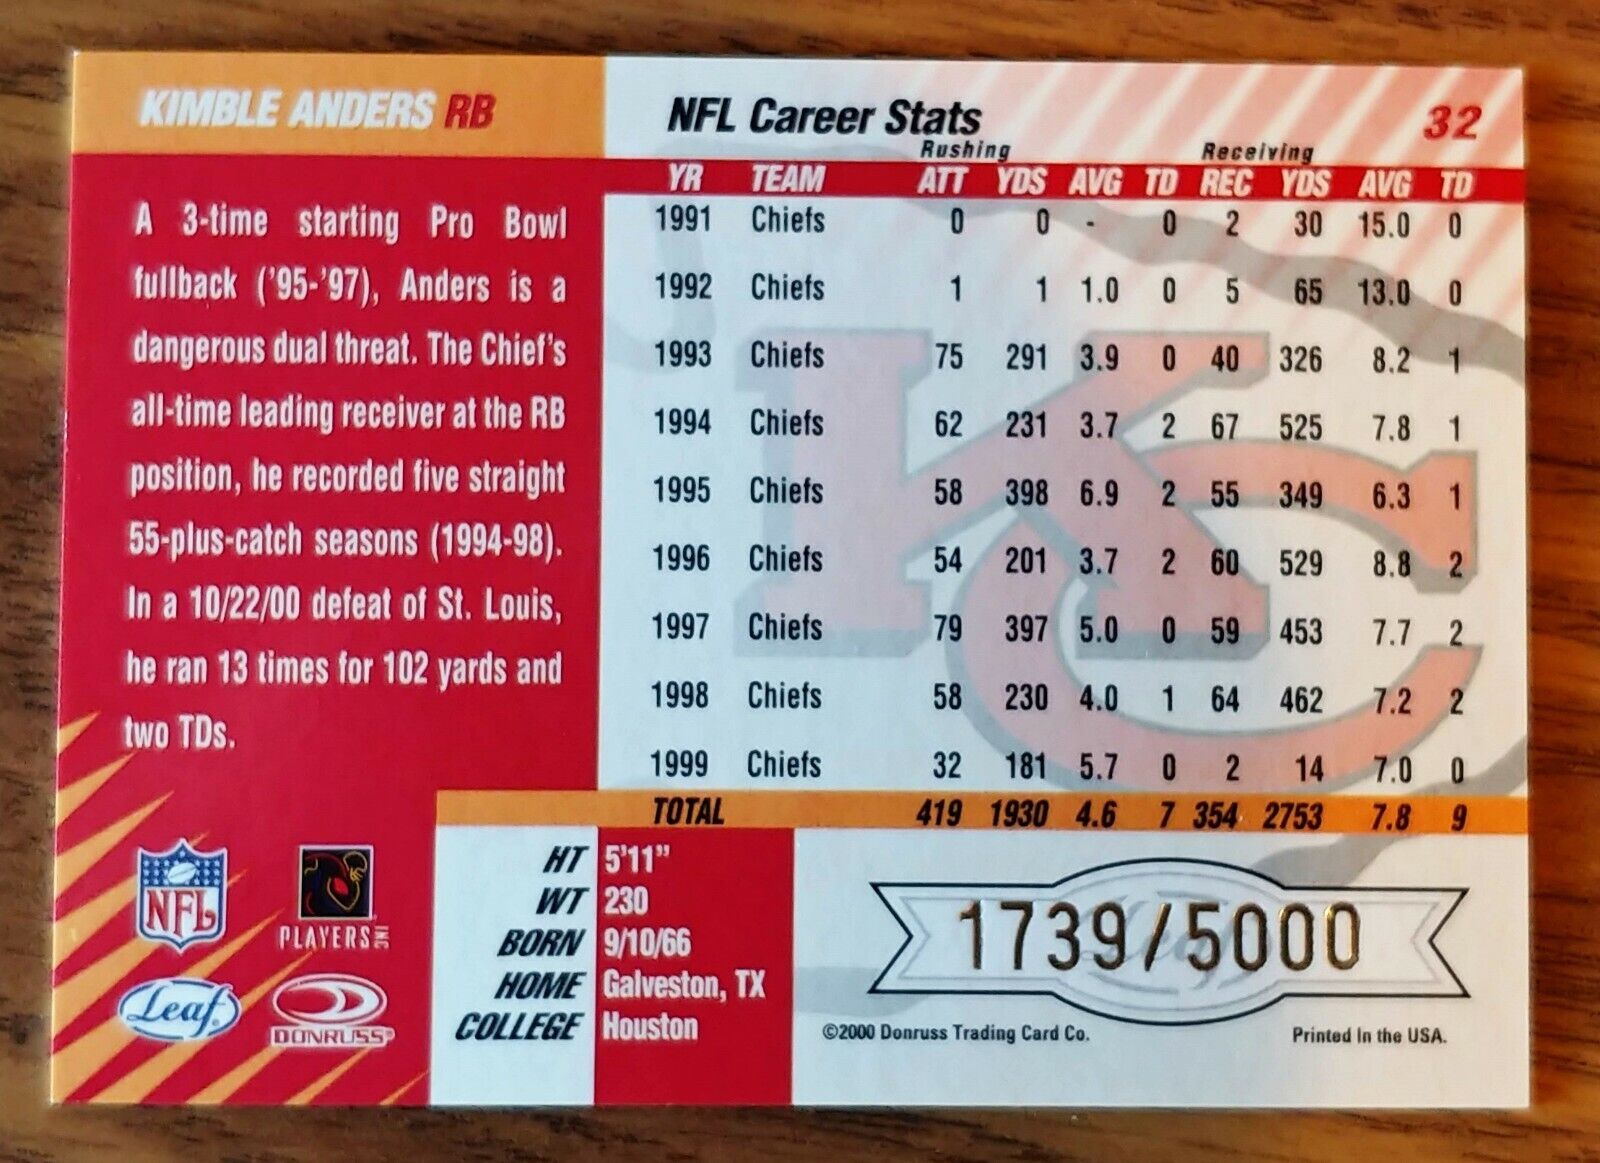 KIMBLE ANDERS RB
A 3-time starting Pro Bowl
fullback ('95-'97), Anders is a
dangerous dual threat. The Chief's
all-time leading receiver at the RB
position, he recorded five straight
55-plus-catch seasons (1994-98).
In a 10/22/00 defeat of St. Louis,
he ran 13 times for 102 yards and
two TDs.
NFL Career Stats
32
Rushing Receiving
YR TEAM ATT YDS AVG TD REC YDS AVG TD
1991 Chiefs 0 0 - 0 2 30 15.0 0
1992 Chiefs 1 1 1.0 0 5 65 13.0 0
1993 Chiefs 75 291 3.9 0 40 326 8.2 1
1994 Chiefs 62 231 3.7 2 67 525 7.8 1
1995 Chiefs 58 398 6.9 2 55 349 6.3 1
1996 Chiefs 54 201 3.7 2 60 529 8.8 2
1997 Chiefs 79 397 5.0 0 59 453 7.7 2
1998 Chiefs 58 230 4.0 1 64 462 7.2 2
1999 Chiefs 32 181 5.7 0 2 14 7.0 0
TOTAL 419 1930 4.6 7 354 2753 7.8 9
KC
HT 5'11"
WT 230
BORN 9/10/66
HOME Galveston, TX
COLLEGE Houston
NFL
PLAYERS INC
Leaf
DONRUSS
Leaf
1739/5000
©2000 Donruss Trading Card Co.
Printed In the USA.